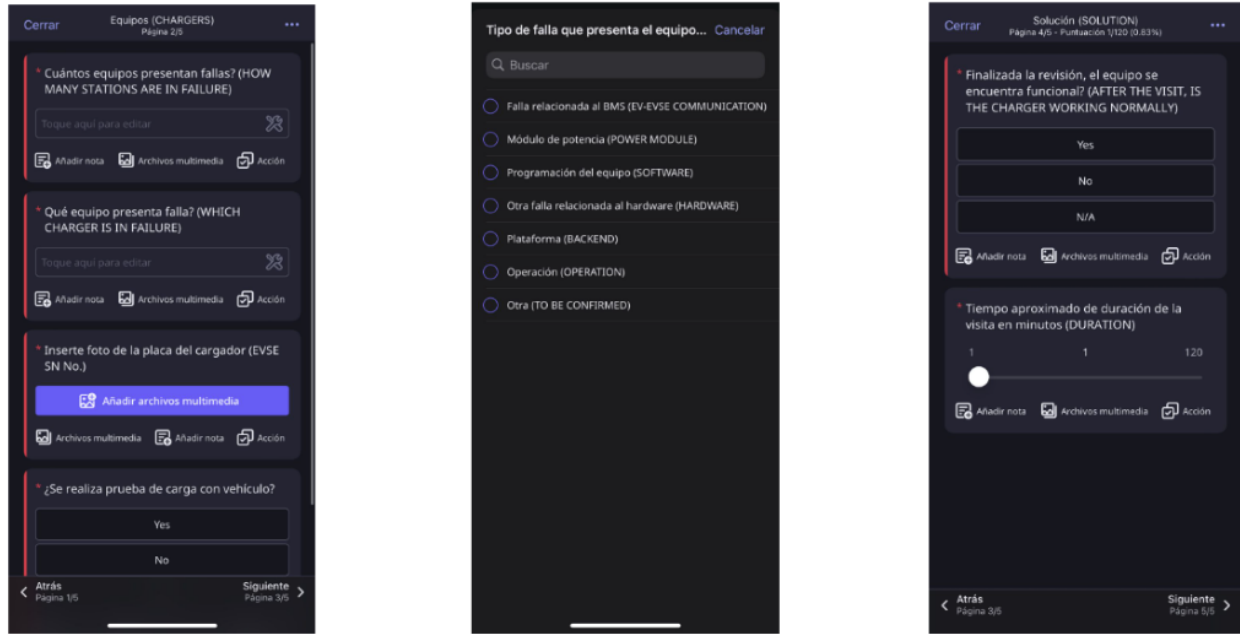 Cerrar
Equipos (CHARGERS)
Página 2/5
* Cuántos equipos presentan fallas? (HOW
MANY STATIONS ARE IN FAILURE)
Toque aquí para editar
Añadir nota Archivos multimedia Acción
* Qué equipo presenta falla? (WHICH
CHARGER IS IN FAILURE)
Toque aquí para editar
Añadir nota Archivos multimedia Acción
* Inserte foto de la placa del cargador (EVSE
SN No.)
Añadir archivos multimedia
Archivos multimedia Añadir nota Acción
* ¿Se realiza prueba de carga con vehículo?
Yes
No
Atrás
Página 1/5
Siguiente
Página 3/5
Tipo de falla que presenta el equipo... Cancelar
Buscar
Falla relacionada al BMS (EV-EVSE COMMUNICATION)
Módulo de potencia (POWER MODULE)
Programación del equipo (SOFTWARE)
Otra falla relacionada al hardware (HARDWARE)
Plataforma (BACKEND)
Operación (OPERATION)
Otra (TO BE CONFIRMED)
Cerrar
Solución (SOLUTION)
Página 4/5 - Puntuación 1/120 (0.83%)
* Finalizada la revisión, el equipo se
encuentra funcional? (AFTER THE VISIT, IS
THE CHARGER WORKING NORMALLY)
Yes
No
N/A
Añadir nota Archivos multimedia Acción
* Tiempo aproximado de duración de la
visita en minutos (DURATION)
1 1 120
Añadir nota Archivos multimedia Acción
Atrás
Página 3/5
Siguiente
Página 5/5